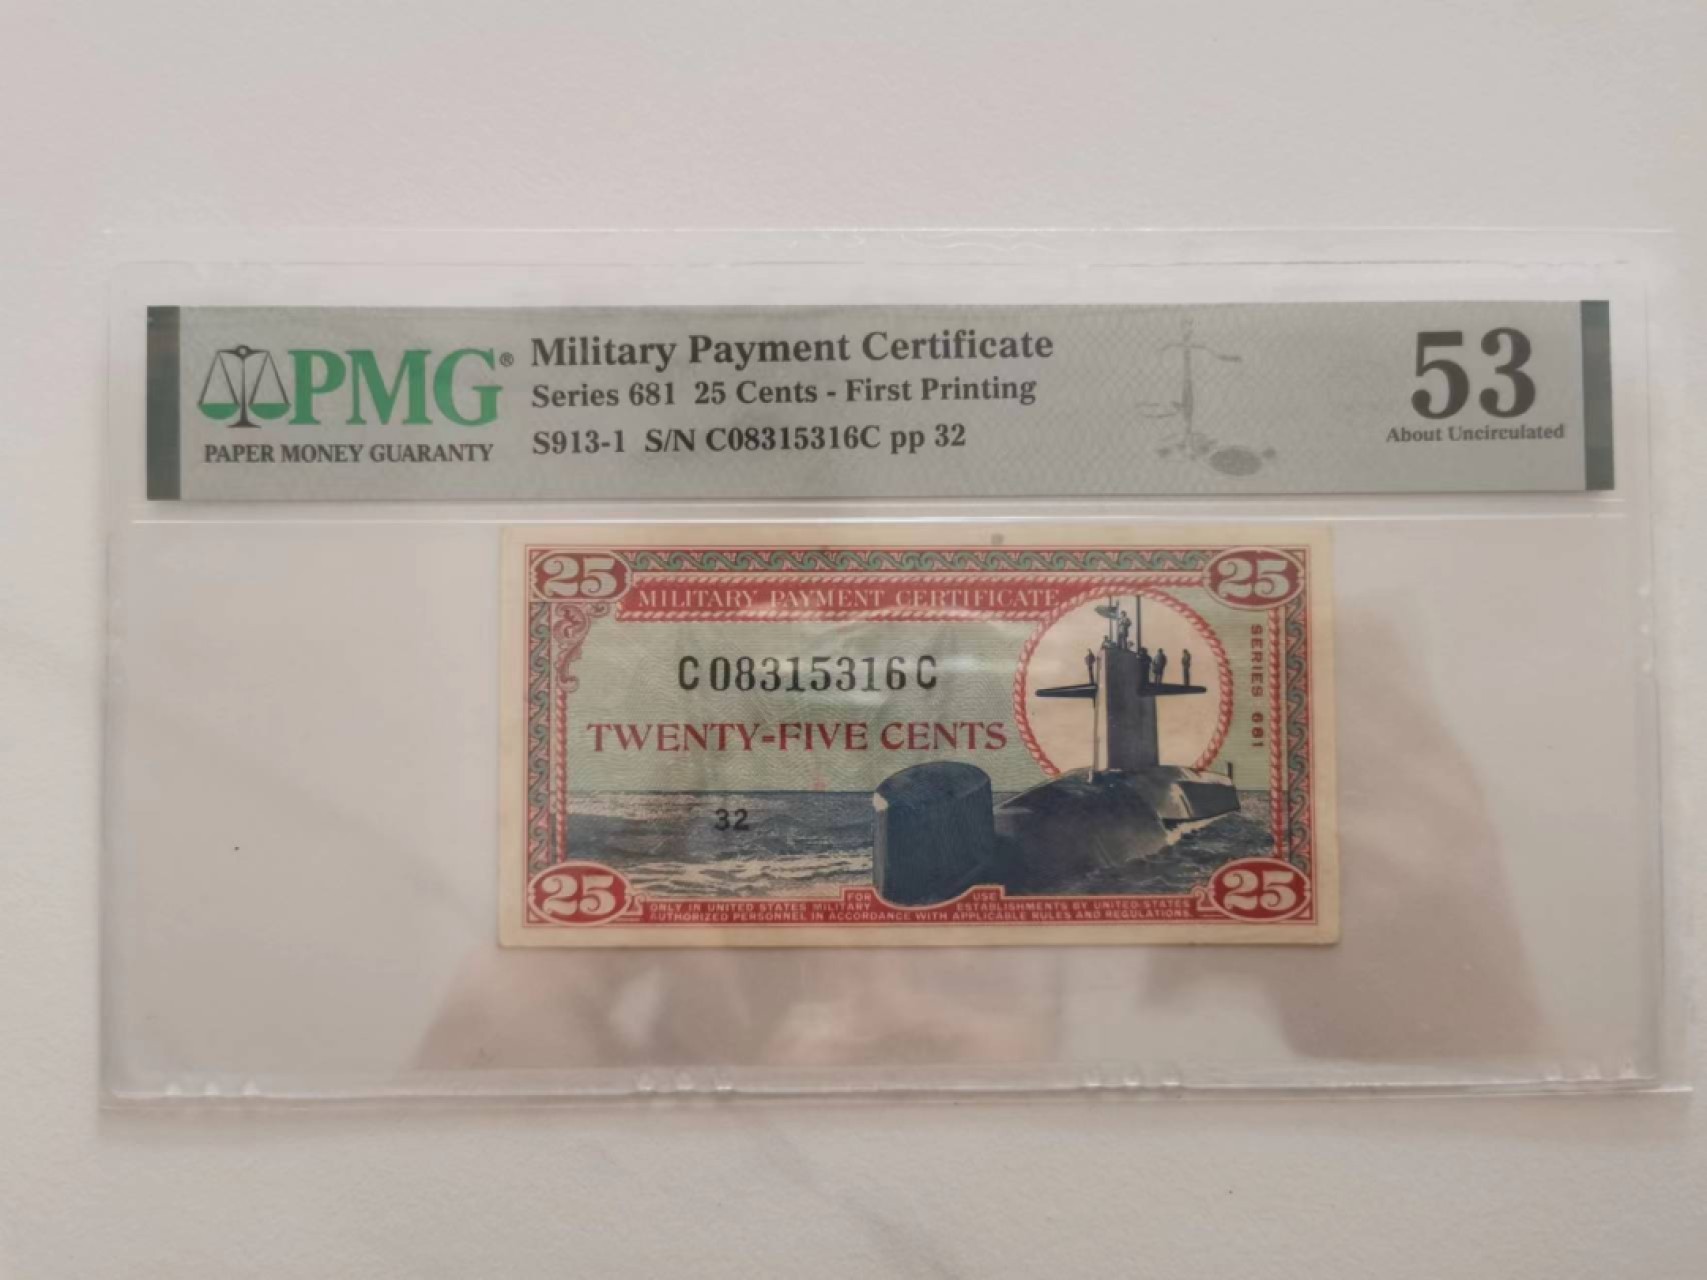 PMG®
PAPER MONEY GUARANTY
Military Payment Certificate
Series 681 25 Cents - First Printing
S913-1 S/N C08315316C pp 32
53
About Uncirculated
25
25
MILITARY PAYMENT CERTIFICATE
C08315316C
SERIES 681
TWENTY-FIVE CENTS
32
25
25
FOR USE
ONLY IN UNITED STATES MILITARY ESTABLISHMENTS BY UNITED STATES
AUTHORIZED PERSONNEL IN ACCORDANCE WITH APPLICABLE RULES AND REGULATIONS.